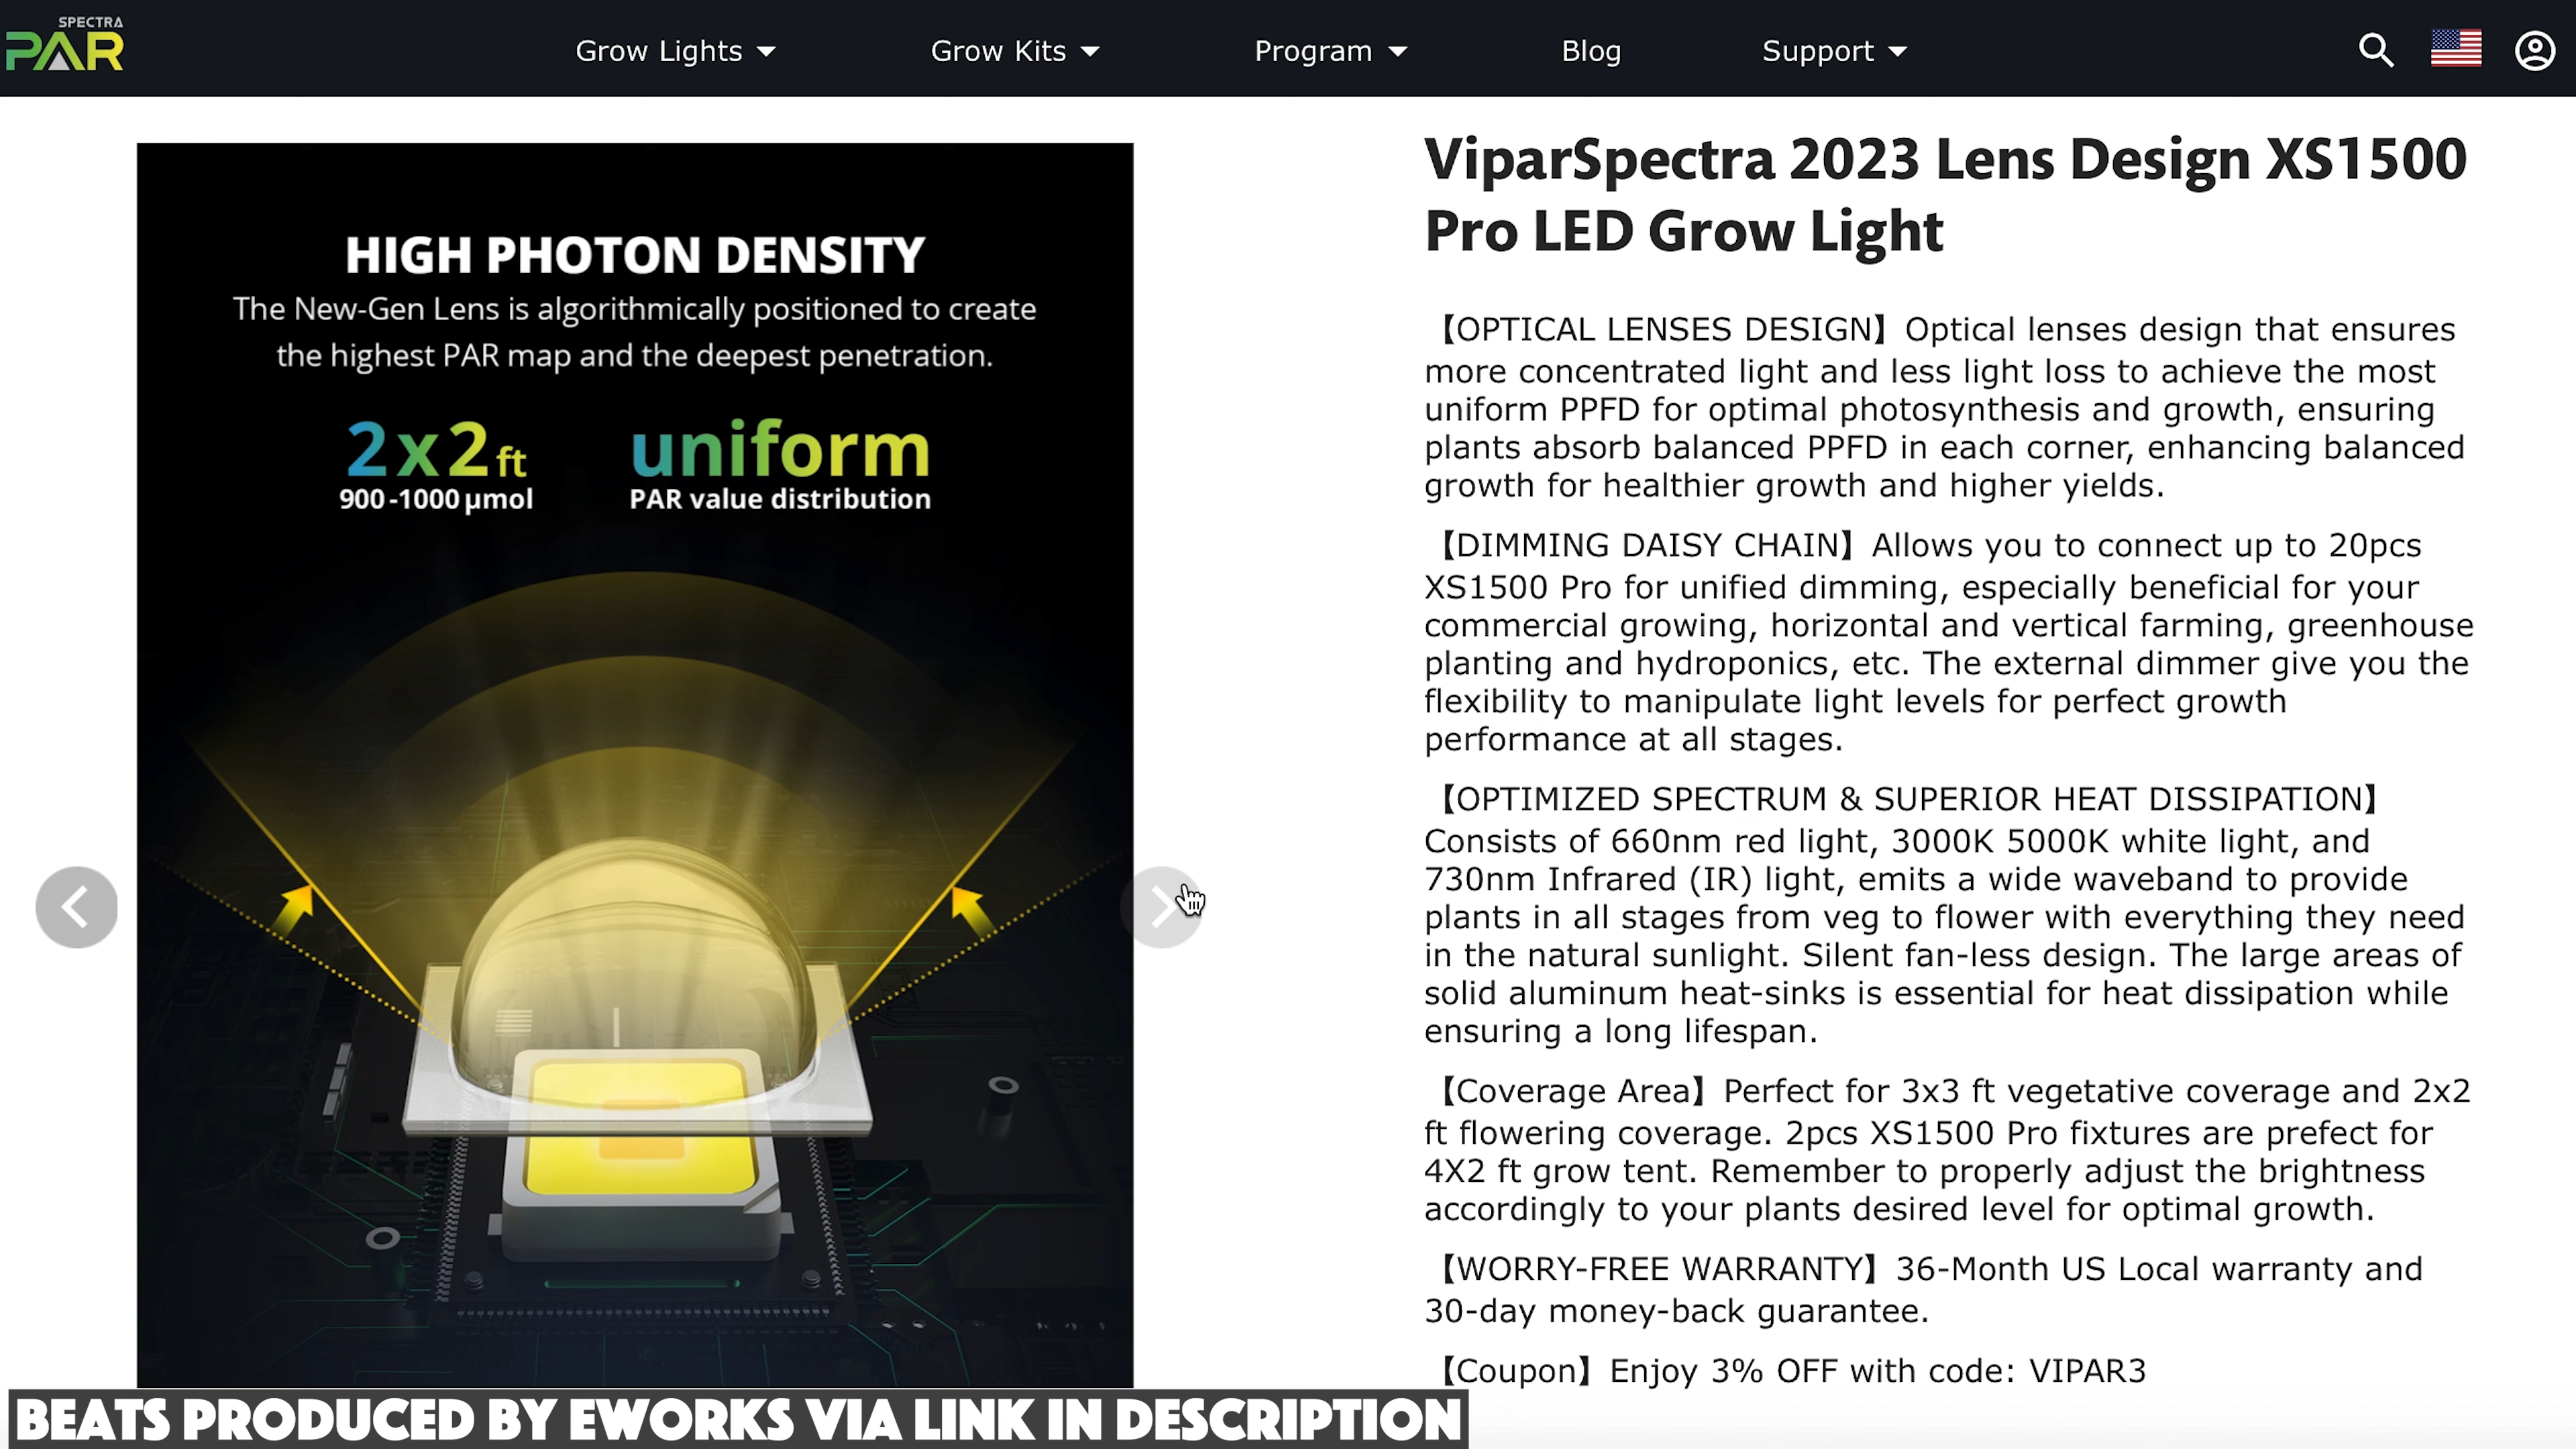 SPECTRA
PAR
Grow Lights
Grow Kits
Program
Blog
Support
HIGH PHOTON DENSITY
The New-Gen Lens is algorithmically positioned to create
the highest PAR map and the deepest penetration.
2x2 ft
900-1000 µmol
uniform
PAR value distribution
ViparSpectra 2023 Lens Design XS1500
Pro LED Grow Light
【OPTICAL LENSES DESIGN】Optical lenses design that ensures
more concentrated light and less light loss to achieve the most
uniform PPFD for optimal photosynthesis and growth, ensuring
plants absorb balanced PPFD in each corner, enhancing balanced
growth for healthier growth and higher yields.
【DIMMING DAISY CHAIN】Allows you to connect up to 20pcs
XS1500 Pro for unified dimming, especially beneficial for your
commercial growing, horizontal and vertical farming, greenhouse
planting and hydroponics, etc. The external dimmer give you the
flexibility to manipulate light levels for perfect growth
performance at all stages.
【OPTIMIZED SPECTRUM & SUPERIOR HEAT DISSIPATION】
Consists of 660nm red light, 3000K 5000K white light, and
730nm Infrared (IR) light, emits a wide waveband to provide
plants in all stages from veg to flower with everything they need
in the natural sunlight. Silent fan-less design. The large areas of
solid aluminum heat-sinks is essential for heat dissipation while
ensuring a long lifespan.
【Coverage Area】Perfect for 3x3 ft vegetative coverage and 2x2
ft flowering coverage. 2pcs XS1500 Pro fixtures are prefect for
4X2 ft grow tent. Remember to properly adjust the brightness
accordingly to your plants desired level for optimal growth.
【WORRY-FREE WARRANTY】36-Month US Local warranty and
30-day money-back guarantee.
【Coupon】Enjoy 3% OFF with code: VIPAR3
BEATS PRODUCED BY EWORKS VIA LINK IN DESCRIPTION